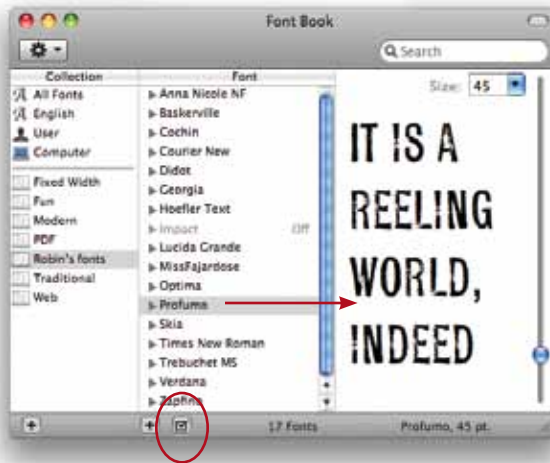 Font Book
Search
Collection
All Fonts
English
User
Computer
Fixed Width
Fun
Modern
PDF
Robin's fonts
Traditional
Web
Font
Anna Nicole NF
Baskerville
Cochin
Courier New
Didot
Georgia
Hoefler Text
Impact Off
Lucida Grande
MissFajardose
Optima
Profumo
Skia
Times New Roman
Trebuchet MS
Verdana
Zapfino
Size: 45
IT IS A
REELING
WORLD,
INDEED
17 Fonts
Profumo, 45 pt.